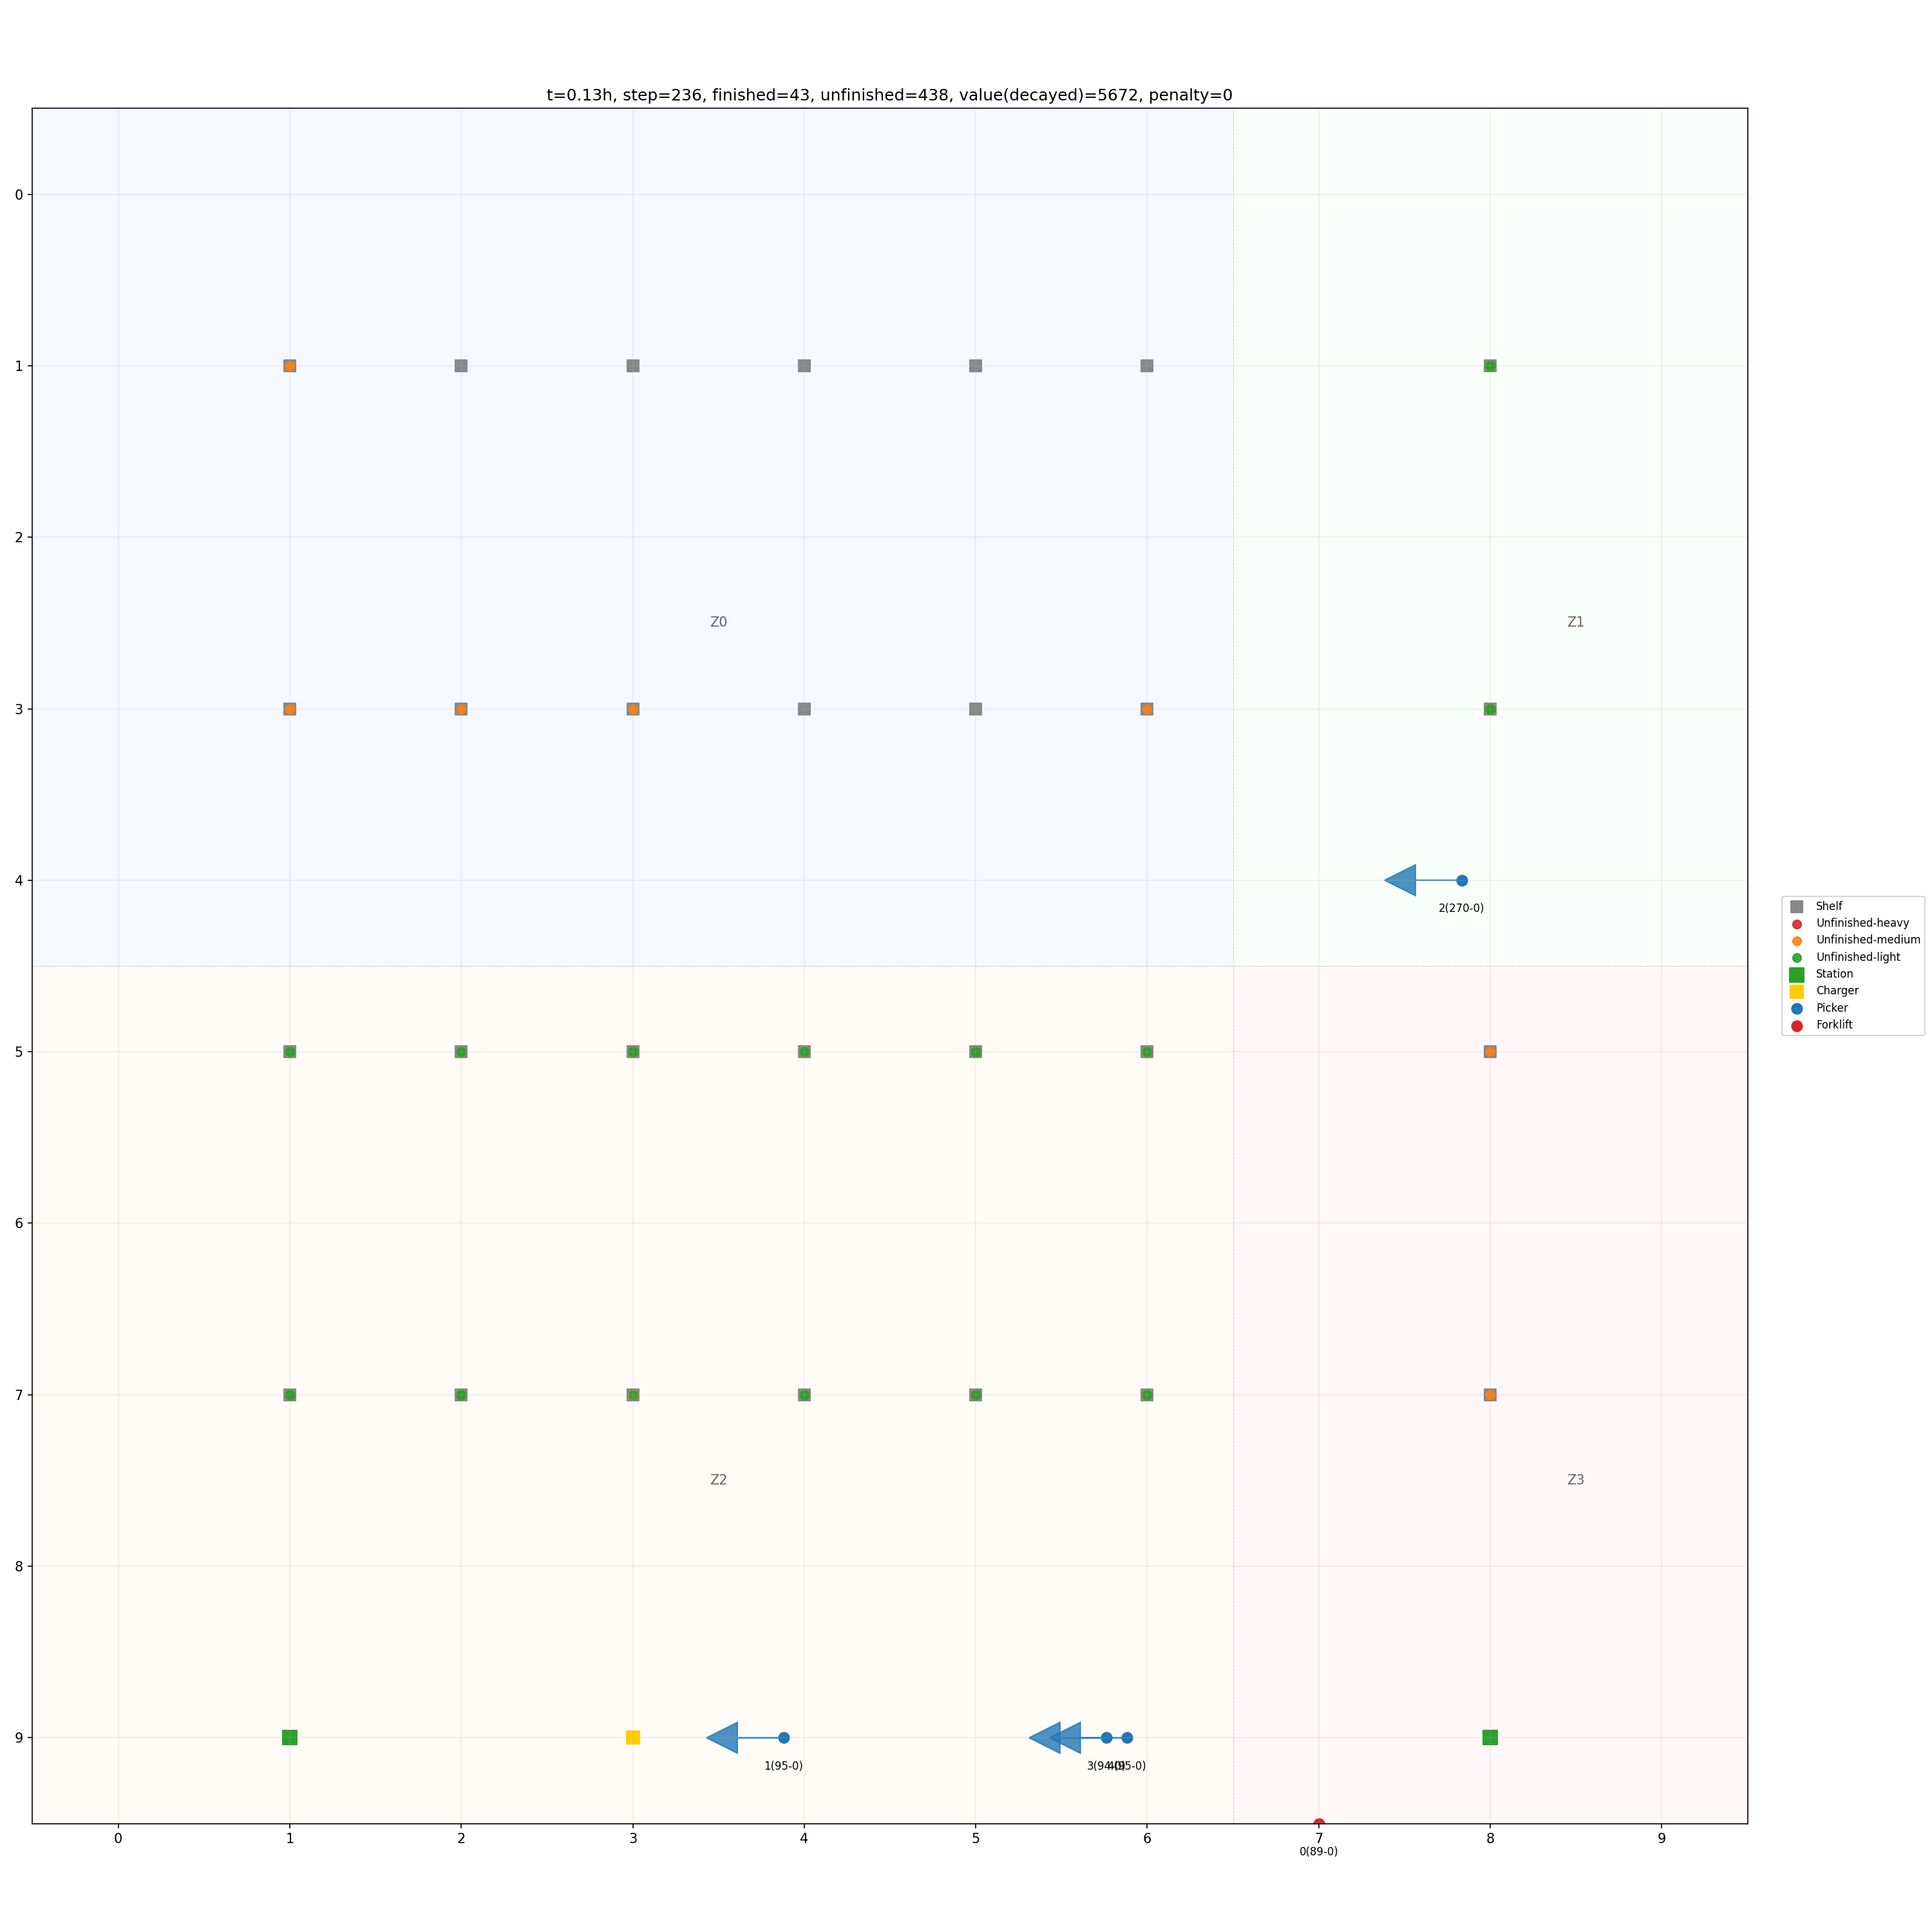 t=0.13h, step=236, finished=43, unfinished=438, value(decayed)=5672, penalty=0
0
1
2
Z0
Z1
3
4
2(270-0)
Shelf
Unfinished-heavy
Unfinished-medium
Unfinished-light
Station
Charger
Picker
Forklift
5
6
7
Z2
Z3
8
9
1(95-0)
0
1
2
3
4
5
6
7
8
9
0(89-0)